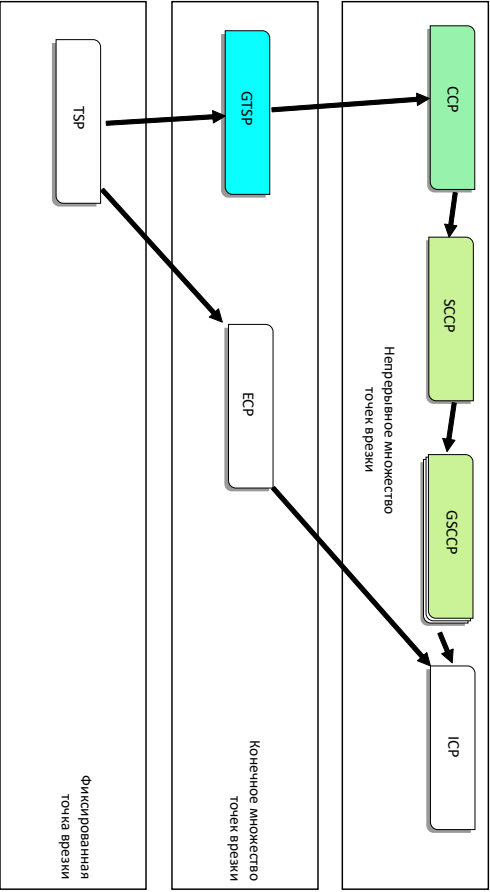 CCP
SCCP
GSCCP
ICP
Непрерывное множество
точек врезки
GTSP
ECP
Конечное множество
точек врезки
TSP
Фиксированная
точка врезки